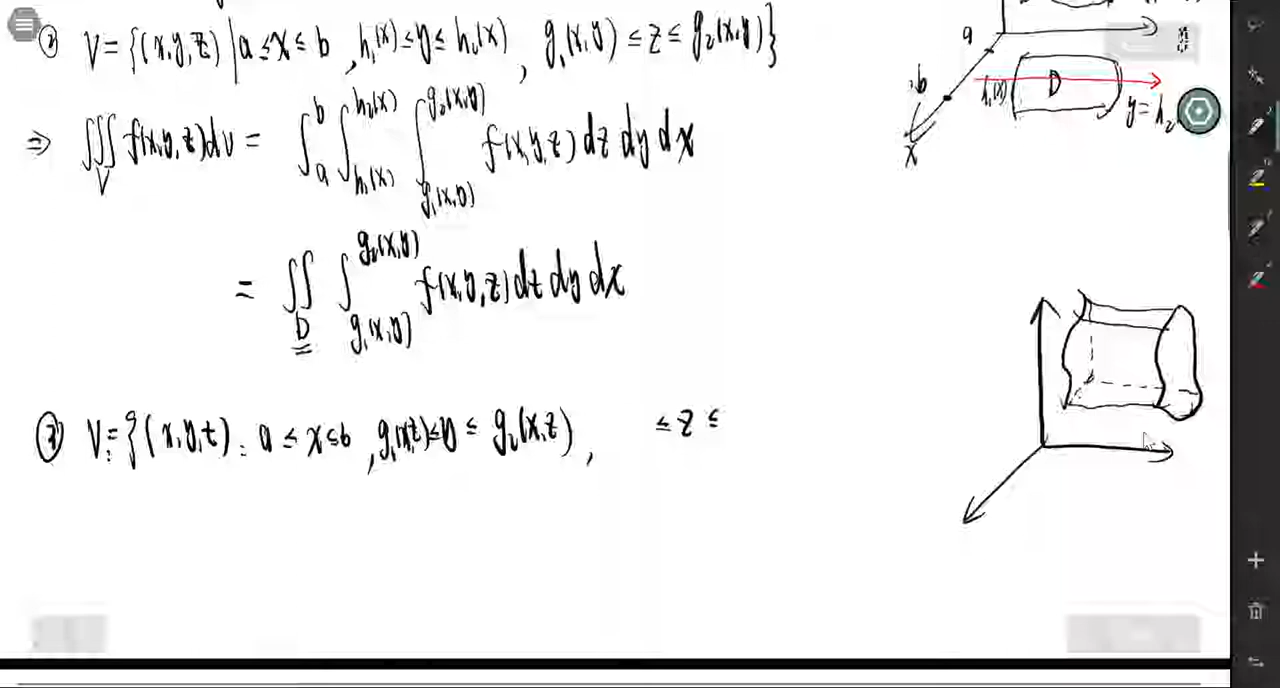 ② V = {(x,y,z) | a ≤ x ≤ b, h₁(x) ≤ y ≤ h₂(x), g₁(x,y) ≤ z ≤ g₂(x,y)}
a
b
h₁(x)
D
y = h₂
x
⇒ ∭_V f(x,y,z) dv = ∫_a^b ∫_{h₁(x)}^{h₂(x)} ∫_{g₁(x,y)}^{g₂(x,y)} f(x,y,z) dz dy dx
= ∬_D ∫_{g₁(x,y)}^{g₂(x,y)} f(x,y,z) dz dy dx
③ V = {(x,y,z) : a ≤ x ≤ b, g₁(x,z) ≤ y ≤ g₂(x,z), ≤ z ≤